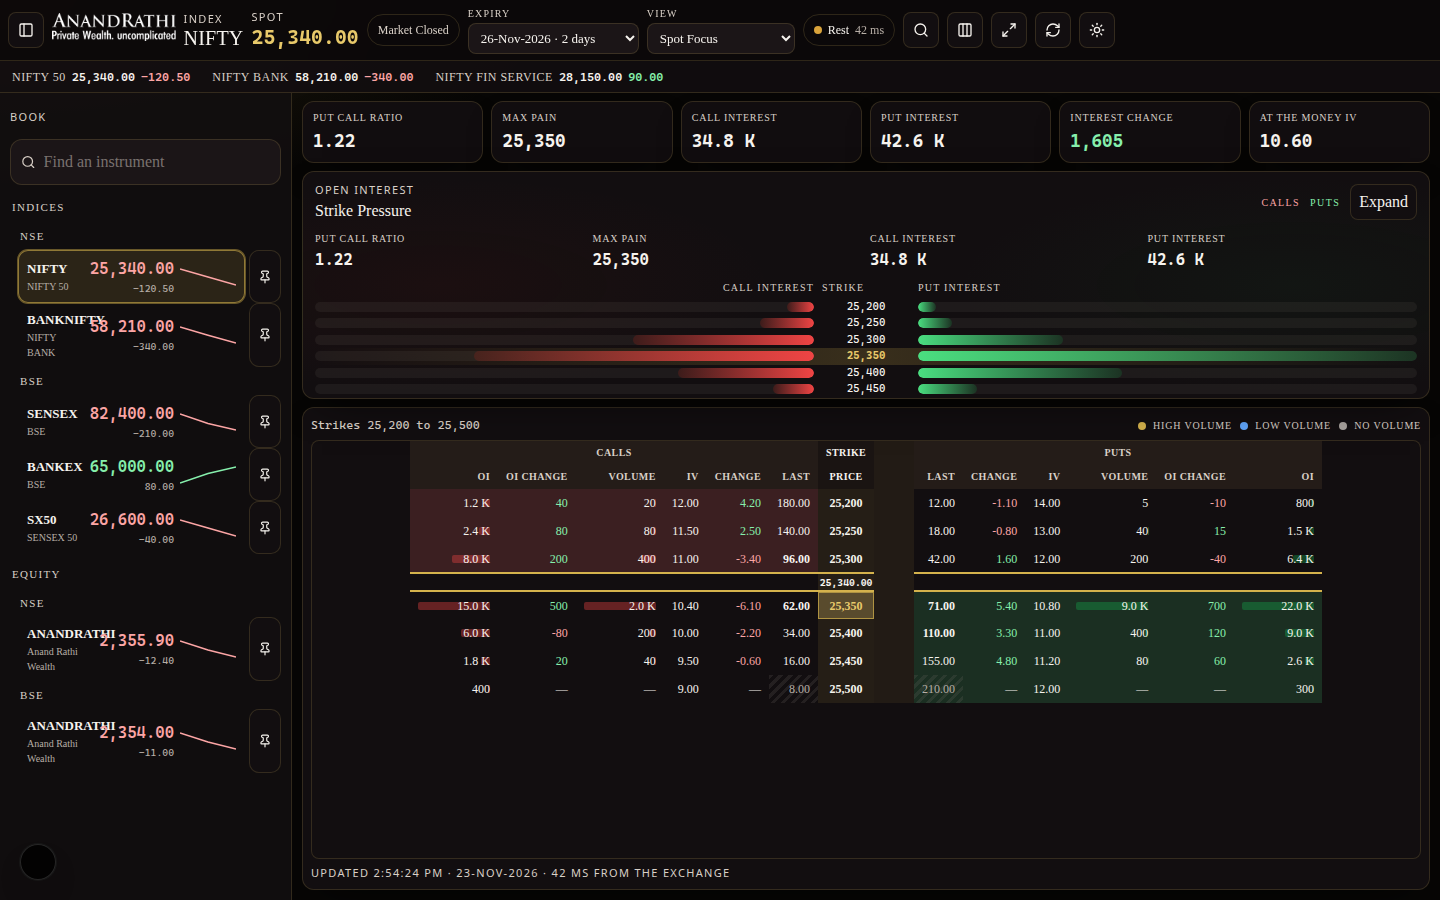 ANANDRATHI
Private Wealth. uncomplicated
INDEX
NIFTY
SPOT
25,340.00
Market Closed
EXPIRY
26-Nov-2026 · 2 days
VIEW
Spot Focus
Rest 42 ms
NIFTY 50 25,340.00 −120.50 NIFTY BANK 58,210.00 −340.00 NIFTY FIN SERVICE 28,150.00 90.00
BOOK
Find an instrument
INDICES
NSE
NIFTY 25,340.00
NIFTY 50 −120.50
BANKNIFTY 58,210.00
NIFTY BANK −340.00
BSE
SENSEX 82,400.00
BSE −210.00
BANKEX 65,000.00
BSE 80.00
SX50 26,600.00
SENSEX 50 −40.00
EQUITY
NSE
ANANDRATHI 2,355.90
Anand Rathi Wealth −12.40
BSE
ANANDRATHI 2,354.00
Anand Rathi Wealth −11.00
PUT CALL RATIO
1.22
MAX PAIN
25,350
CALL INTEREST
34.8 K
PUT INTEREST
42.6 K
INTEREST CHANGE
1,605
AT THE MONEY IV
10.60
OPEN INTEREST
Strike Pressure
CALLS PUTS Expand
PUT CALL RATIO MAX PAIN CALL INTEREST PUT INTEREST
1.22 25,350 34.8 K 42.6 K
CALL INTEREST STRIKE PUT INTEREST
25,200
25,250
25,300
25,350
25,400
25,450
Strikes 25,200 to 25,500
HIGH VOLUME LOW VOLUME NO VOLUME
CALLS STRIKE PUTS
OI OI CHANGE VOLUME IV CHANGE LAST PRICE LAST CHANGE IV VOLUME OI CHANGE OI
1.2 K 40 20 12.00 4.20 180.00 25,200 12.00 -1.10 14.00 5 -10 800
2.4 K 80 80 11.50 2.50 140.00 25,250 18.00 -0.80 13.00 40 15 1.5 K
8.0 K 200 400 11.00 -3.40 96.00 25,300 42.00 1.60 12.00 200 -40 6.4 K
25,340.00
15.0 K 500 2.0 K 10.40 -6.10 62.00 25,350 71.00 5.40 10.80 9.0 K 700 22.0 K
6.0 K -80 200 10.00 -2.20 34.00 25,400 110.00 3.30 11.00 400 120 9.0 K
1.8 K 20 40 9.50 -0.60 16.00 25,450 155.00 4.80 11.20 80 60 2.6 K
400 — — 9.00 — 8.00 25,500 210.00 — 12.00 — — 300
UPDATED 2:54:24 PM · 23-NOV-2026 · 42 MS FROM THE EXCHANGE